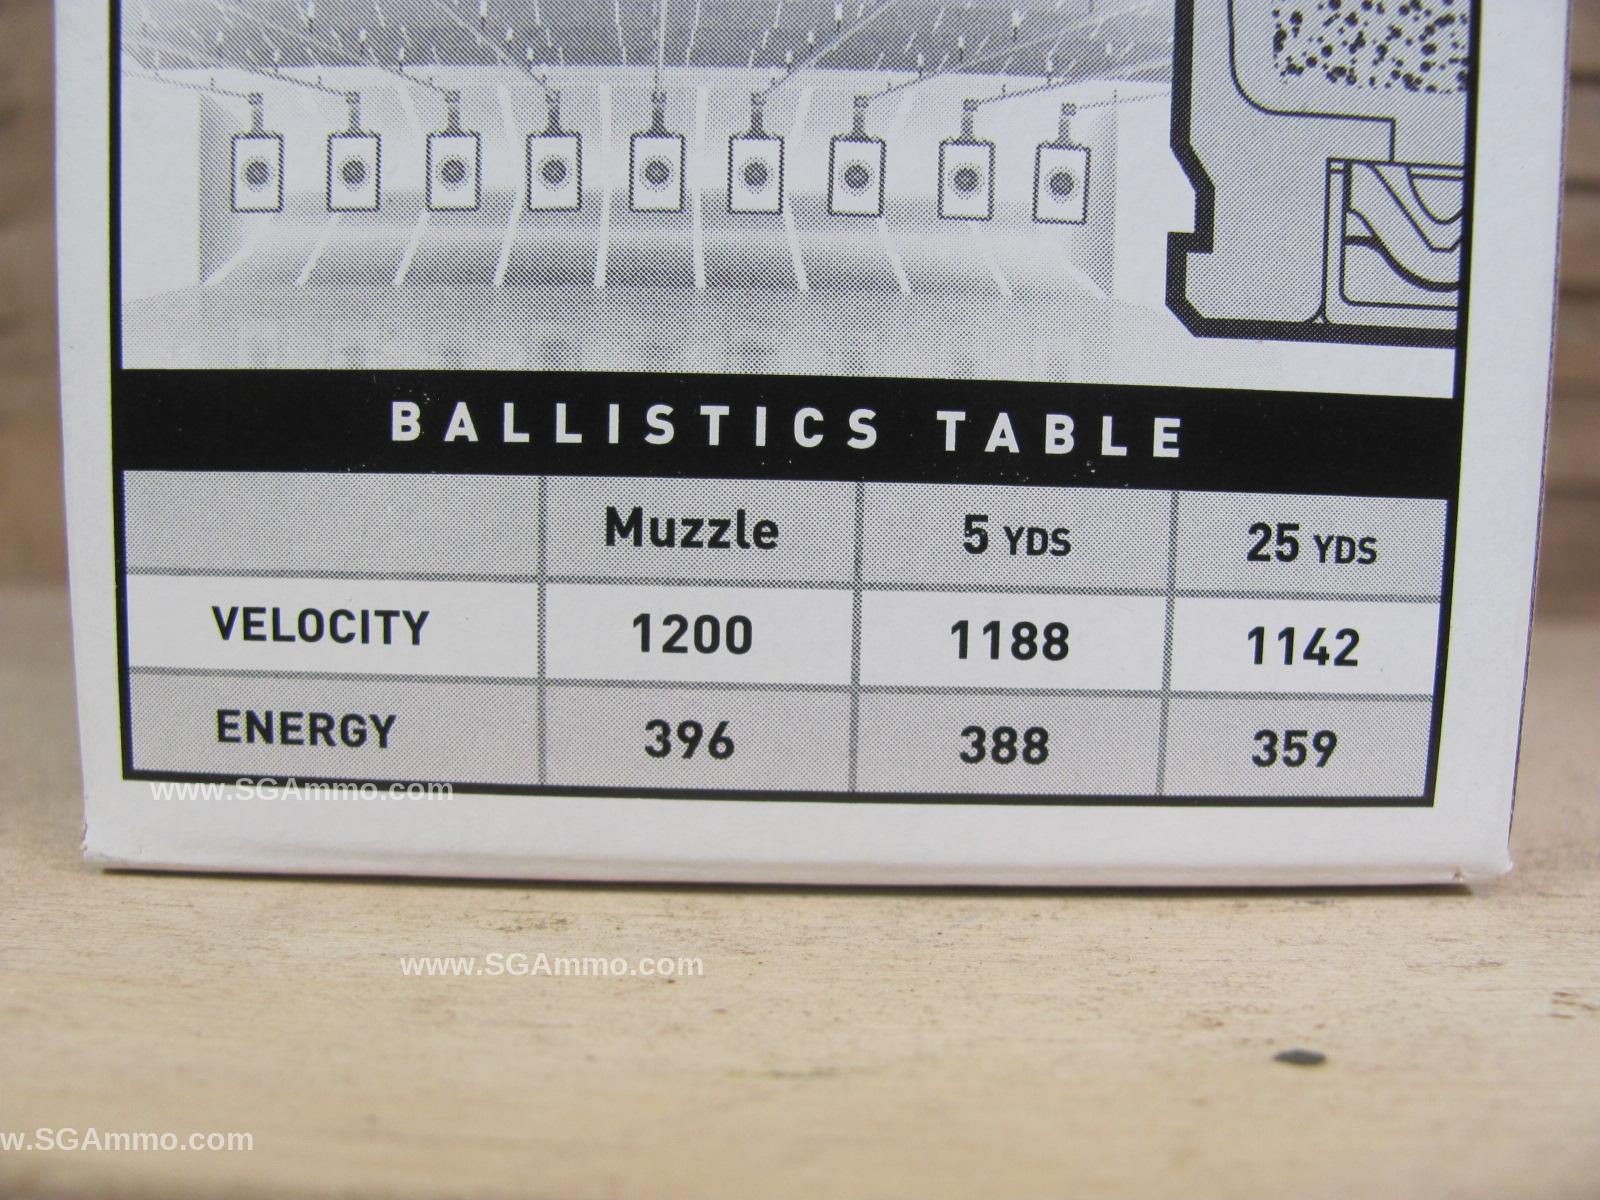 BALLISTICS TABLE
Muzzle 5 YDS 25 YDS
VELOCITY 1200 1188 1142
ENERGY 396 388 359
www.SGAmmo.com
www.SGAmmo.com
w.SGAmmo.com